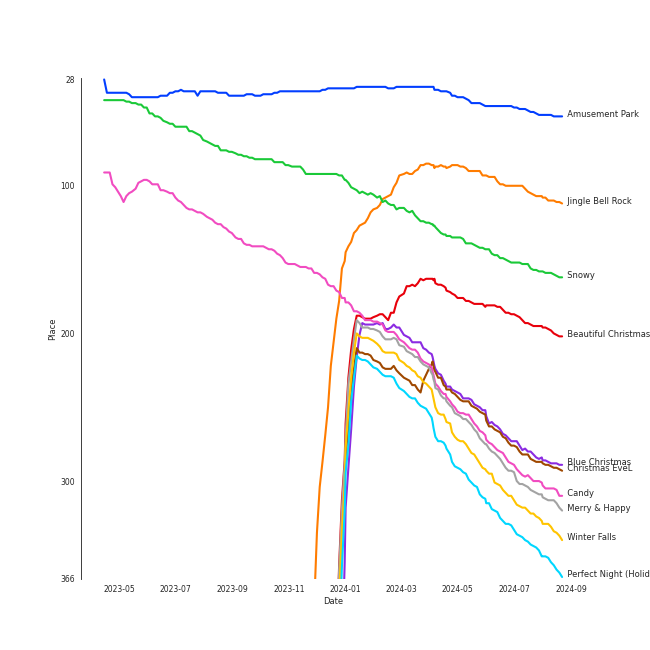 28
Amusement Park
100
Jingle Bell Rock
Snowy
Place
200
Beautiful Christmas
Blue Christmas
Christmas EveL
300
Candy
Merry & Happy
Winter Falls
Perfect Night (Holid
366
2023-05 2023-07 2023-09 2023-11 2024-01 2024-03 2024-05 2024-07 2024-09
Date